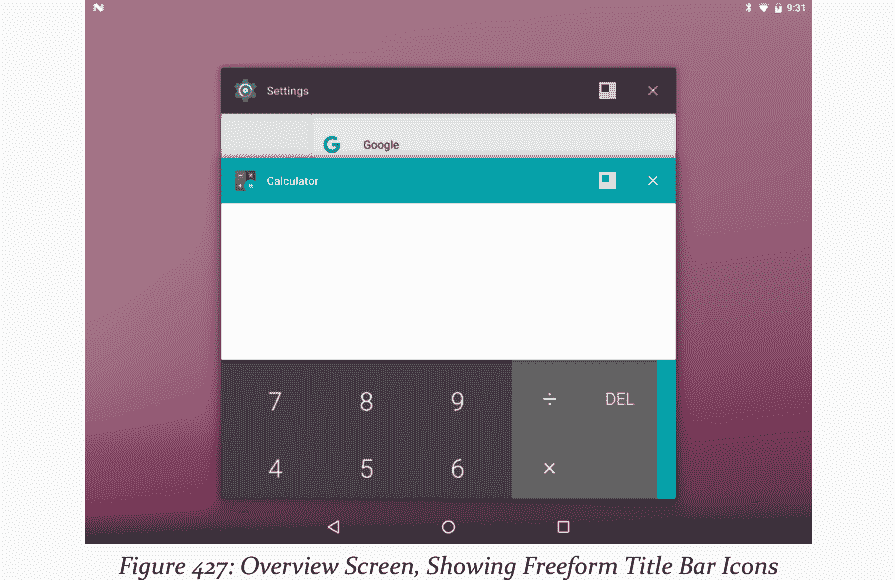 9:31
Settings
Google
Calculator
7 8 9 ÷ DEL
4 5 6 ×
Figure 427: Overview Screen, Showing Freeform Title Bar Icons